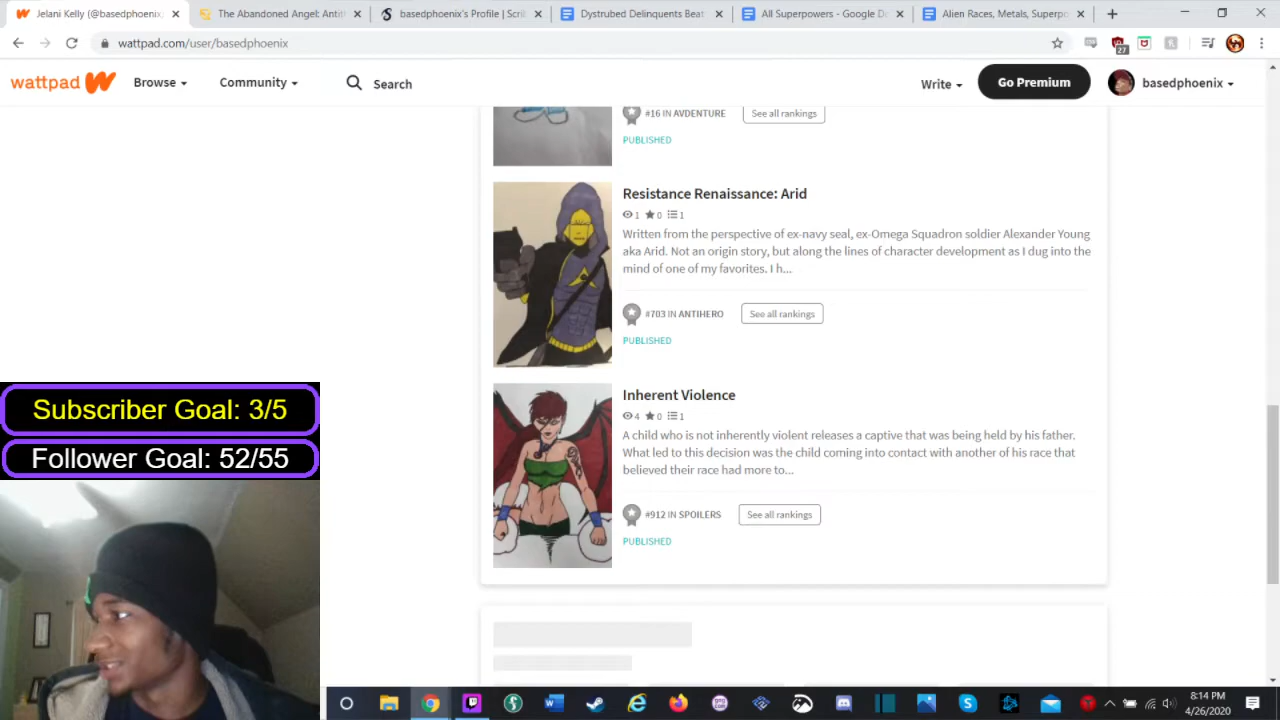 Jelani Kelly (@basedphoenix
The Abandoned Angel: Antit
basedphoenix's Profile | Scri
Dystrubed Delinquents Beat
All Superpowers - Google De
Alien Races, Metals, Superpo
wattpad.com/user/basedphoenix
27
wattpad
Browse
Community
Search
Write
Go Premium
basedphoenix
#16 IN AVDENTURE
See all rankings
PUBLISHED
Resistance Renaissance: Arid
1 0 1
Written from the perspective of ex-navy seal, ex-Omega Squadron soldier Alexander Young
aka Arid. Not an origin story, but along the lines of character development as I dug into the
mind of one of my favorites. I h...
#703 IN ANTIHERO
See all rankings
PUBLISHED
Inherent Violence
4 0 1
A child who is not inherently violent releases a captive that was being held by his father.
What led to this decision was the child coming into contact with another of his race that
believed their race had more to...
#912 IN SPOILERS
See all rankings
PUBLISHED
Subscriber Goal: 3/5
Follower Goal: 52/55
8:14 PM
4/26/2020